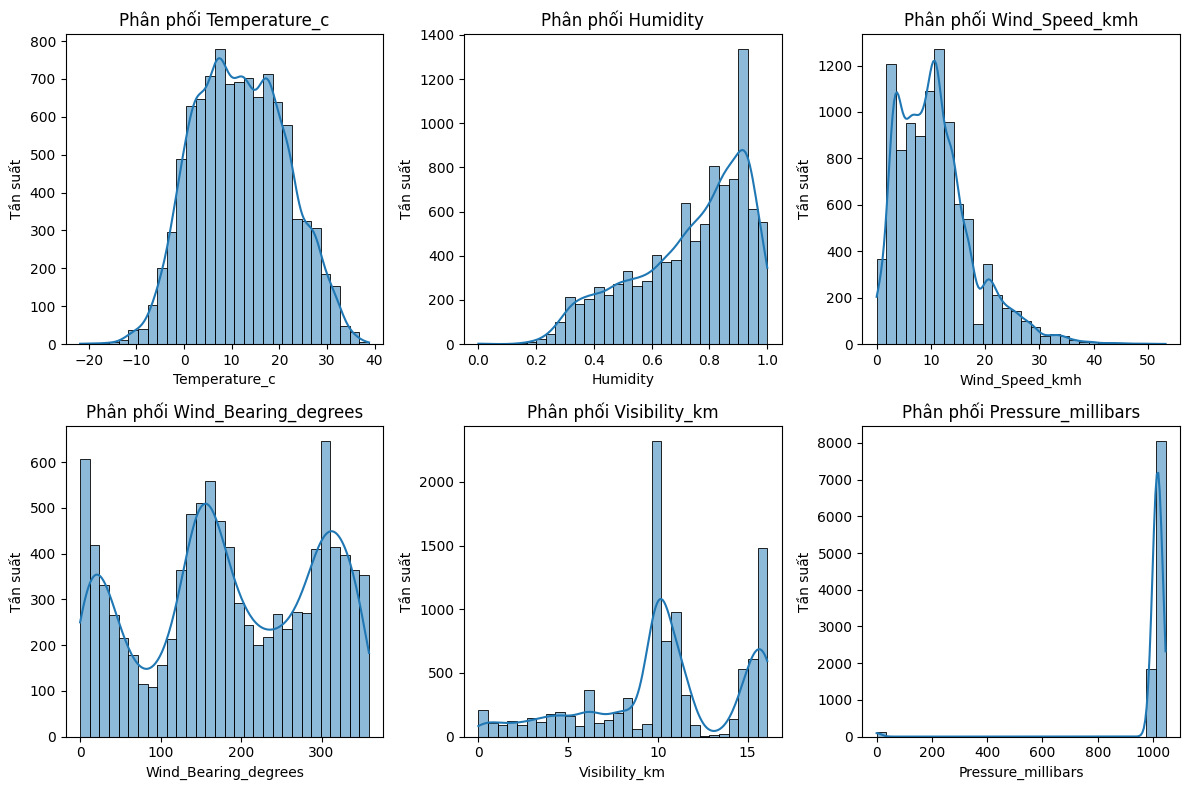 Phân phối Temperature_c
800
700
600
500
400
300
200
100
0
Tần suất
−20 −10 0 10 20 30 40
Temperature_c
Phân phối Humidity
1400
1200
1000
800
600
400
200
0
Tần suất
0.0 0.2 0.4 0.6 0.8 1.0
Humidity
Phân phối Wind_Speed_kmh
1200
1000
800
600
400
200
0
Tần suất
0 10 20 30 40 50
Wind_Speed_kmh
Phân phối Wind_Bearing_degrees
600
500
400
300
200
100
0
Tần suất
0 100 200 300
Wind_Bearing_degrees
Phân phối Visibility_km
2000
1500
1000
500
0
Tần suất
0 5 10 15
Visibility_km
Phân phối Pressure_millibars
8000
7000
6000
5000
4000
3000
2000
1000
0
Tần suất
0 200 400 600 800 1000
Pressure_millibars